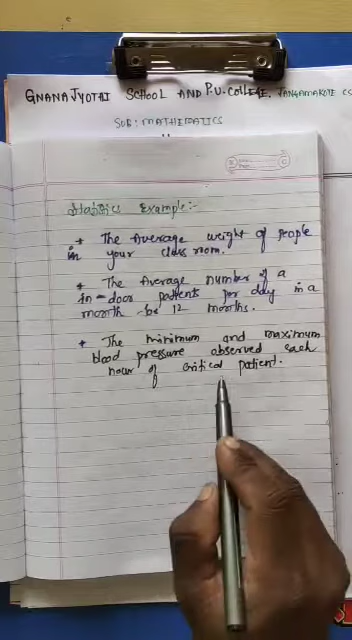 GNANAJYOTHI SCHOOL AND P.U. COLLEGE, TANGAMAKOTE
SUB: MATHEMATICS
Statistics Example:-
* The Average weight of people
in your class room.
* The Average number of a
in-door patients per day in a
month for 12 months.
* The minimum and maximum
blood pressure observed each
hour of critical patient.